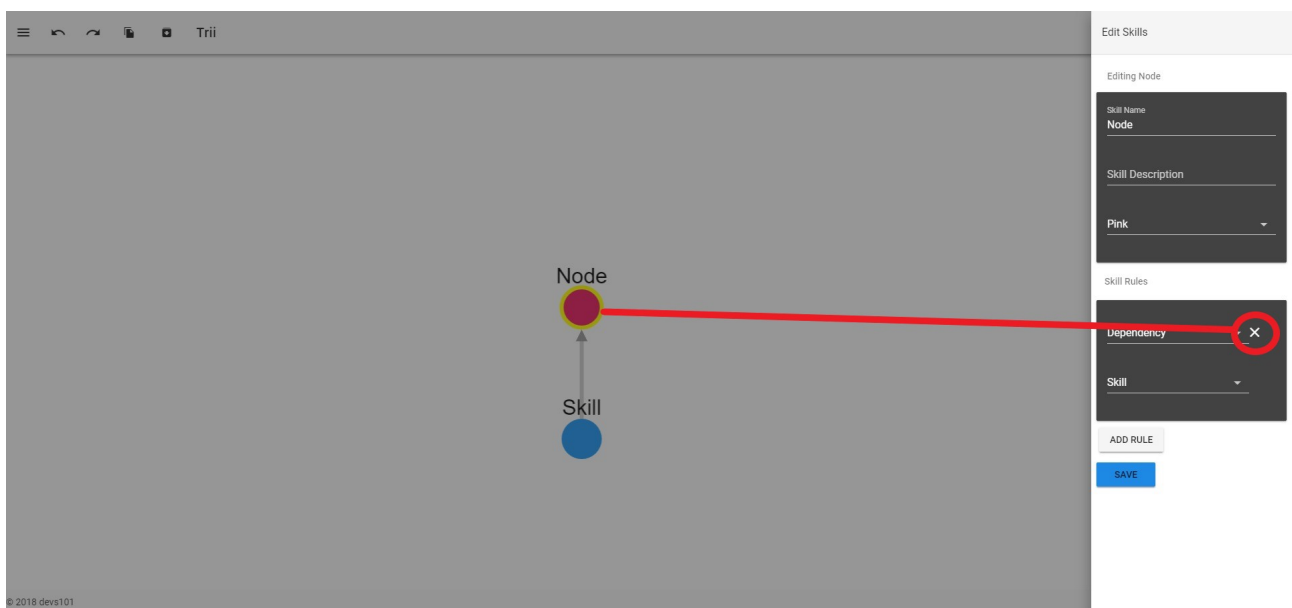 Trii
Edit Skills
Editing Node
Skill Name
Node
Skill Description
Pink
Skill Rules
Dependency
Skill
ADD RULE
SAVE
Node
Skill
© 2018 devs101